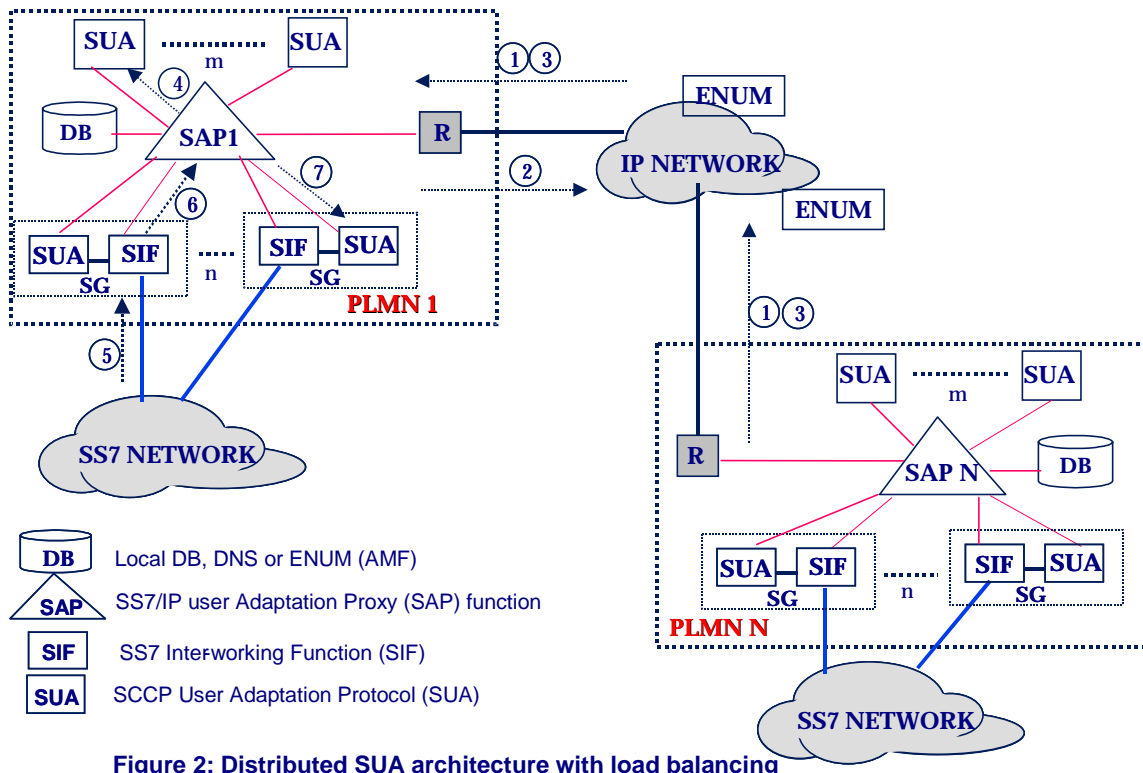 SUA
m
SUA
1 3
4
ENUM
DB
SAP1
R
IP NETWORK
7
2
6
ENUM
SUA
SIF
n
SIF
SUA
SG
SG
PLMN 1
1 3
5
SUA
m
SUA
SS7 NETWORK
R
SAP N
DB
DB
Local DB, DNS or ENUM (AMF)
SUA
SIF
n
SIF
SUA
SG
SG
SAP
SS7/IP user Adaptation Proxy (SAP) function
PLMN N
SIF
SS7 Inter-working Function (SIF)
SUA
SCCP User Adaptation Protocol (SUA)
SS7 NETWORK
Figure 2: Distributed SUA architecture with load balancing